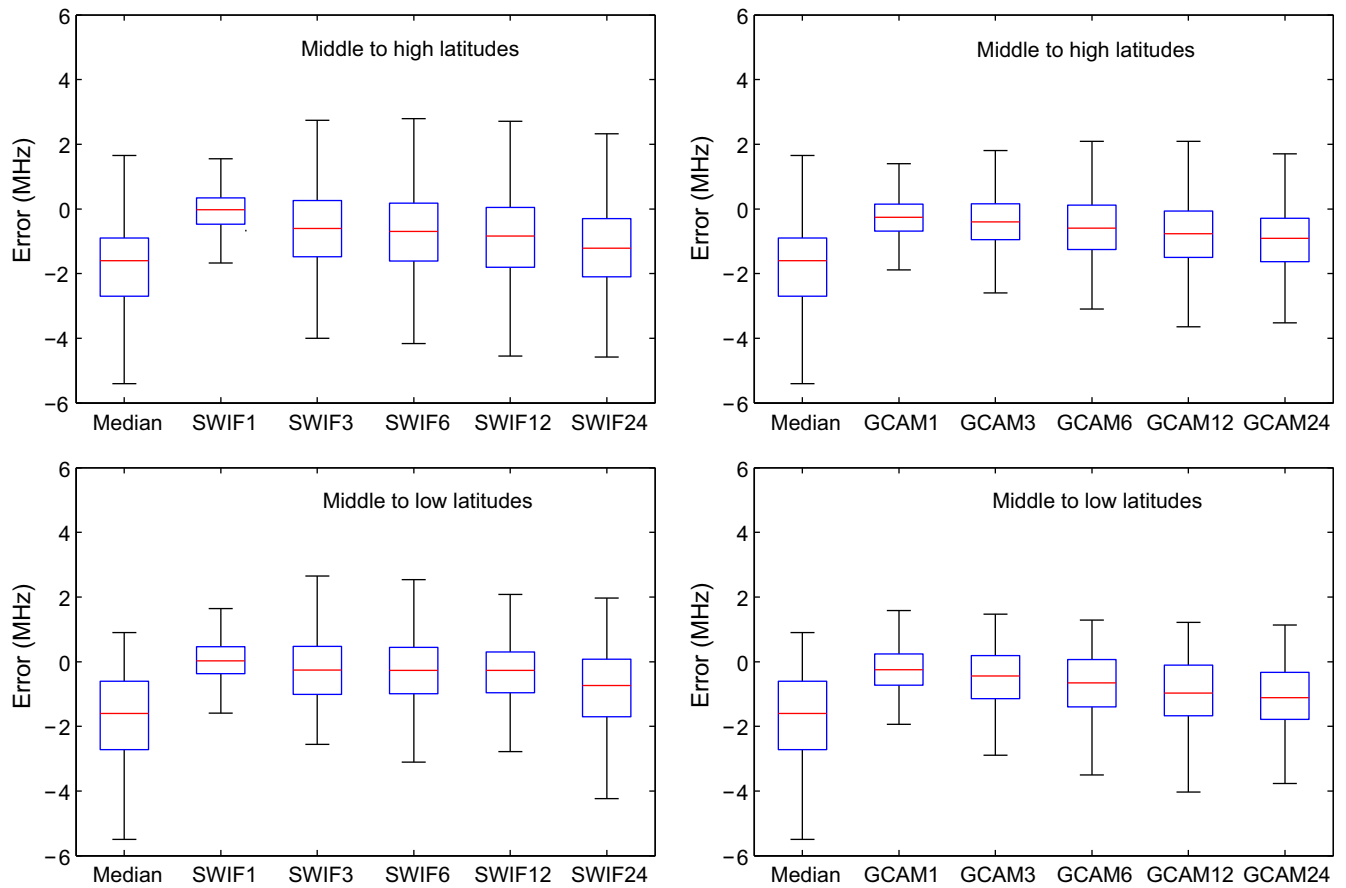 Middle to high latitudes
Error (MHz)
6
4
2
0
−2
−4
−6
Median SWIF1 SWIF3 SWIF6 SWIF12 SWIF24
Middle to high latitudes
Error (MHz)
6
4
2
0
−2
−4
−6
Median GCAM1 GCAM3 GCAM6 GCAM12 GCAM24
Middle to low latitudes
Error (MHz)
6
4
2
0
−2
−4
−6
Median SWIF1 SWIF3 SWIF6 SWIF12 SWIF24
Middle to low latitudes
Error (MHz)
6
4
2
0
−2
−4
−6
Median GCAM1 GCAM3 GCAM6 GCAM12 GCAM24